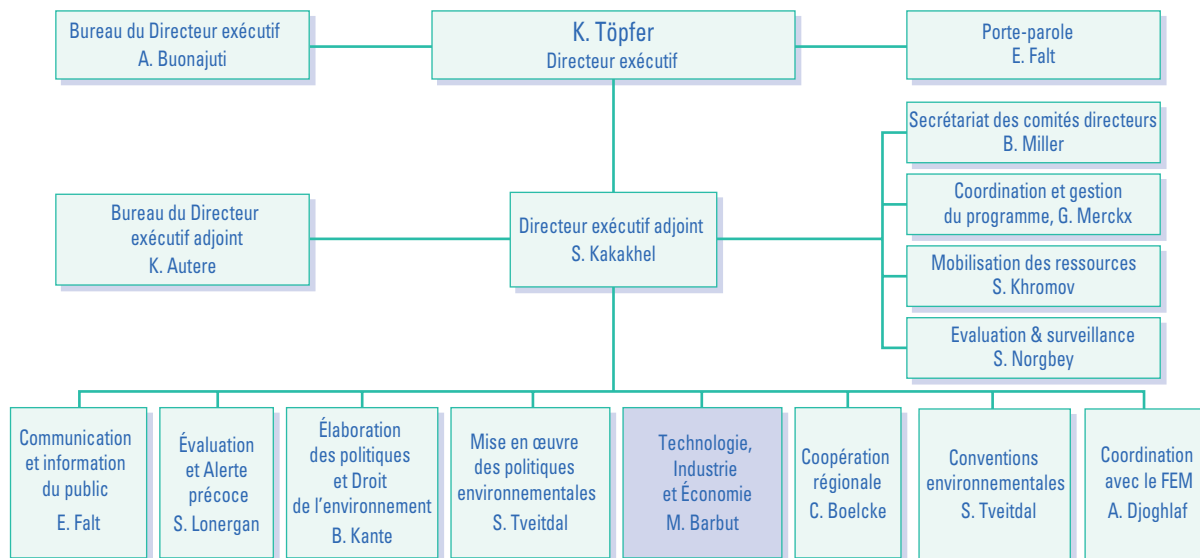 Bureau du Directeur exécutif
A. Buonajuti
K. Töpfer
Directeur exécutif
Porte-parole
E. Falt
Secrétariat des comités directeurs
B. Miller
Coordination et gestion
du programme, G. Merckx
Mobilisation des ressources
S. Khromov
Evaluation & surveillance
S. Norgbey
Bureau du Directeur
exécutif adjoint
K. Autere
Directeur exécutif adjoint
S. Kakakhel
Communication
et information
du public
E. Falt
Évaluation
et Alerte
précoce
S. Lonergan
Élaboration
des politiques
et Droit
de l'environnement
B. Kante
Mise en œuvre
des politiques
environnementales
S. Tveitdal
Technologie,
Industrie
et Économie
M. Barbut
Coopération
régionale
C. Boelcke
Conventions
environnementales
S. Tveitdal
Coordination
avec le FEM
A. Djoghlaf